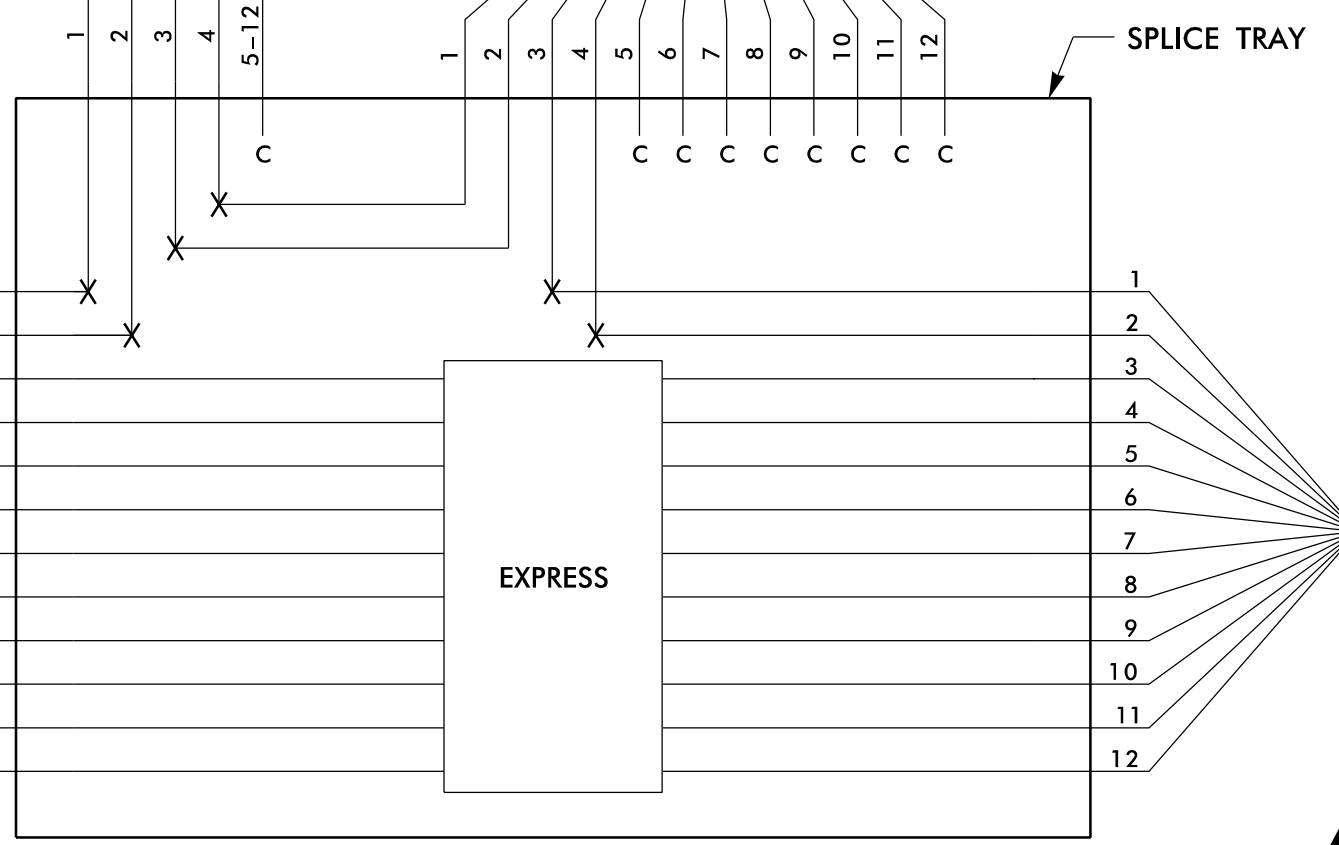 1 2 3 4 5-12 1 2 3 4 5 6 7 8 9 10 11 12
SPLICE TRAY
C C C C C C C C C
X
X
X X 1
X X 2
3
4
5
6
7
EXPRESS
8
9
10
11
12